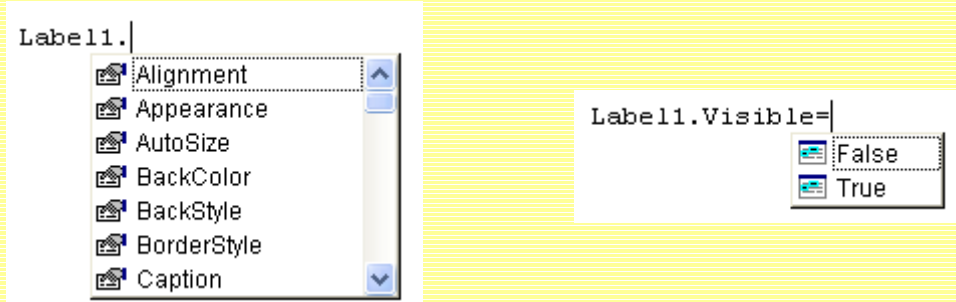 Label1.
Alignment
Appearance
AutoSize
BackColor
BackStyle
BorderStyle
Caption
Label1.Visible=
False
True